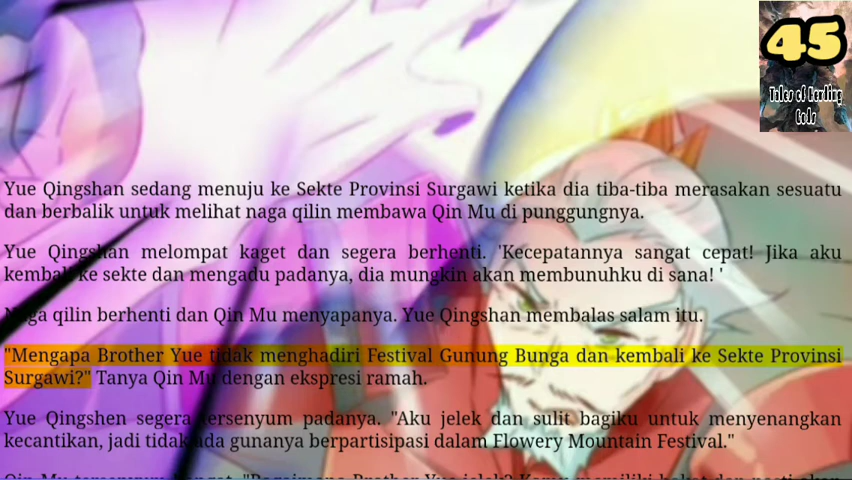 45
Tales of Herding
Gods
Yue Qingshan sedang menuju ke Sekte Provinsi Surgawi ketika dia tiba-tiba merasakan sesuatu
dan berbalik untuk melihat naga qilin membawa Qin Mu di punggungnya.
Yue Qingshan melompat kaget dan segera berhenti. 'Kecepatannya sangat cepat! Jika aku
kembali ke sekte dan mengadu padanya, dia mungkin akan membunuhku di sana! '
Naga qilin berhenti dan Qin Mu menyapanya. Yue Qingshan membalas salam itu.
"Mengapa Brother Yue tidak menghadiri Festival Gunung Bunga dan kembali ke Sekte Provinsi
Surgawi?" Tanya Qin Mu dengan ekspresi ramah.
Yue Qingshen segera tersenyum padanya. "Aku jelek dan sulit bagiku untuk menyenangkan
kecantikan, jadi tidak ada gunanya berpartisipasi dalam Flowery Mountain Festival."